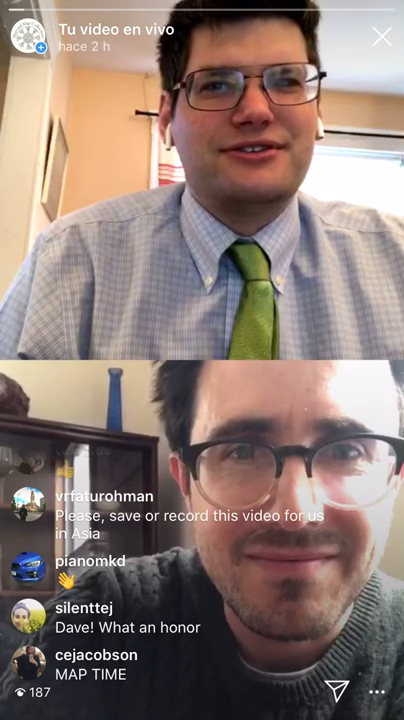 Tu video en vivo
hace 2 h
vrfaturohman
Please, save or record this video for us
in Asia
pianomkd
silenttej
Dave! What an honor
cejacobson
MAP TIME
187